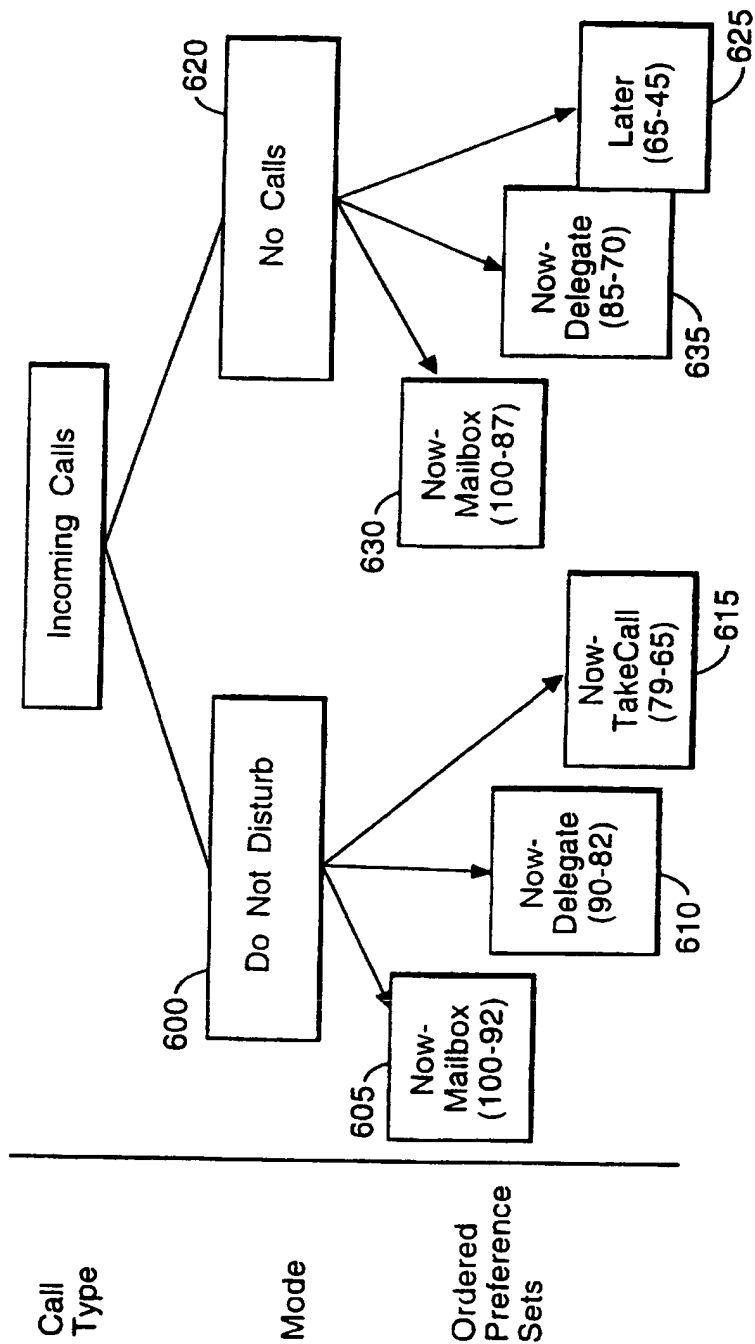 Call
Type
Incoming Calls
Mode
600
Do Not Disturb
620
No Calls
Ordered
Preference
Sets
605
Now-
Mailbox
(100-92)
Now-
Delegate
(90-82)
610
Now-
TakeCall
(79-65)
615
630
Now-
Mailbox
(100-87)
Now-
Delegate
(85-70)
635
Later
(65-45)
625